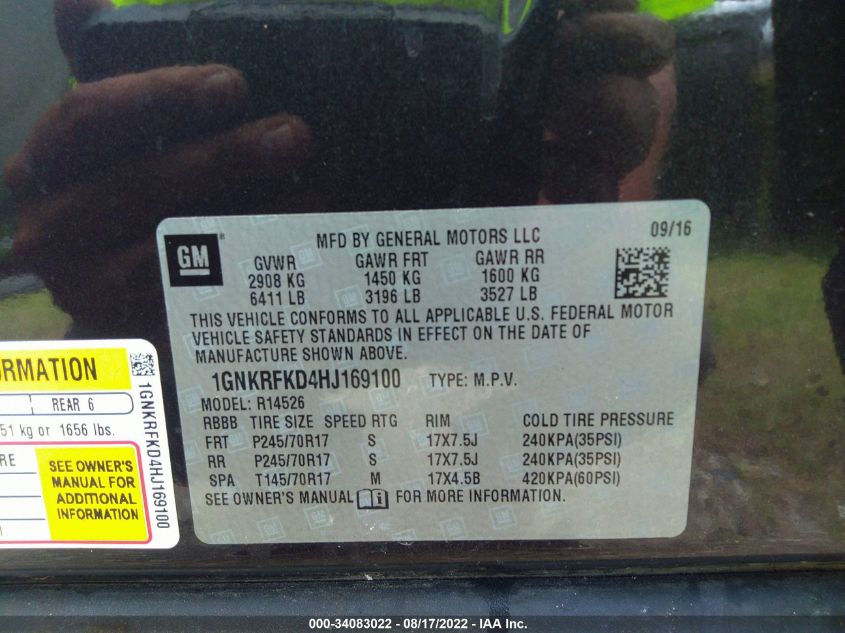 MFD BY GENERAL MOTORS LLC
09/16
GM
GVWR GAWR FRT GAWR RR
2908 KG 1450 KG 1600 KG
6411 LB 3196 LB 3527 LB
THIS VEHICLE CONFORMS TO ALL APPLICABLE U.S. FEDERAL MOTOR
VEHICLE SAFETY STANDARDS IN EFFECT ON THE DATE OF
MANUFACTURE SHOWN ABOVE.
1GNKRFKD4HJ169100 TYPE: M.P.V.
MODEL: R14526
RBBB TIRE SIZE SPEED RTG RIM COLD TIRE PRESSURE
FRT P245/70R17 S 17X7.5J 240KPA(35PSI)
RR P245/70R17 S 17X7.5J 240KPA(35PSI)
SPA T145/70R17 M 17X4.5B 420KPA(60PSI)
SEE OWNER'S MANUAL FOR MORE INFORMATION.
RMATION
REAR 6
51 kg or 1656 lbs.
RE
SEE OWNER'S
MANUAL FOR
ADDITIONAL
INFORMATION
1GNKRFKD4HJ169100
000-34083022 - 08/17/2022 - IAA Inc.